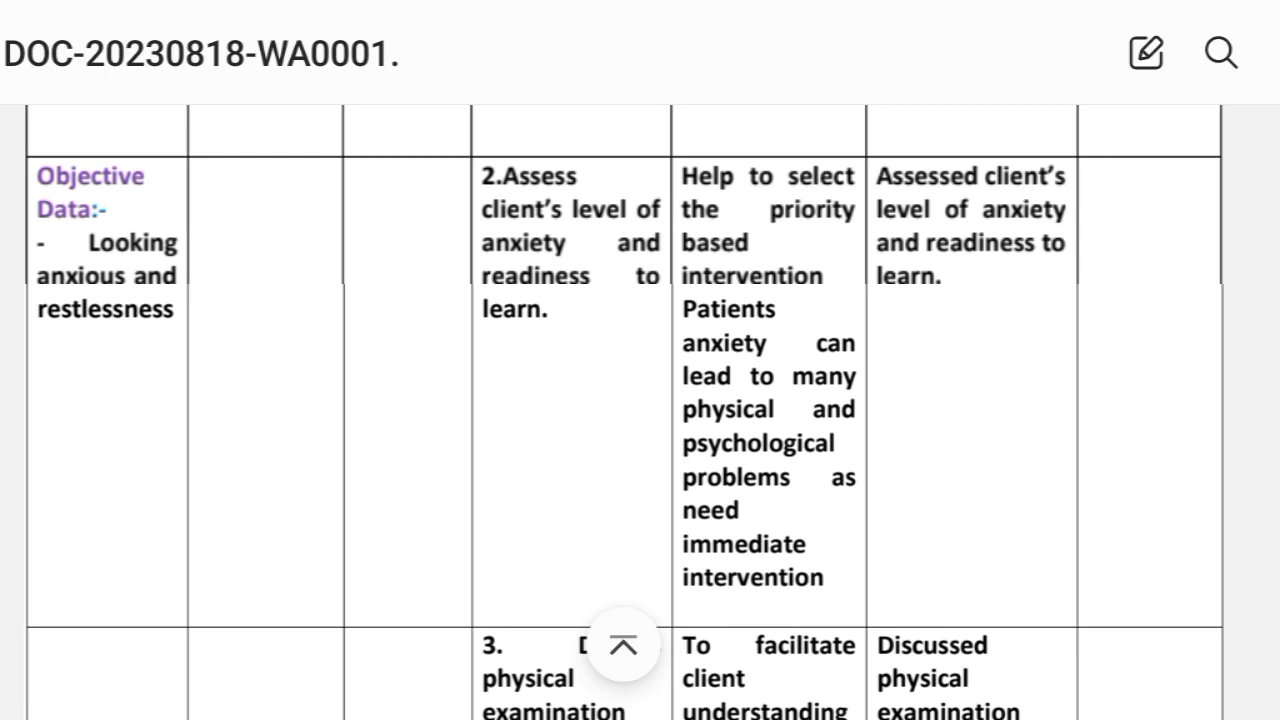 DOC-20230818-WA0001.
Objective
Data:-
- Looking
anxious and
restlessness
2.Assess
client's level of
anxiety and
readiness to
learn.
Help to select
the priority
based
intervention
Patients
anxiety can
lead to many
physical and
psychological
problems as
need
immediate
intervention
Assessed client's
level of anxiety
and readiness to
learn.
3.
physical
examination
To facilitate
client
understanding
Discussed
physical
examination